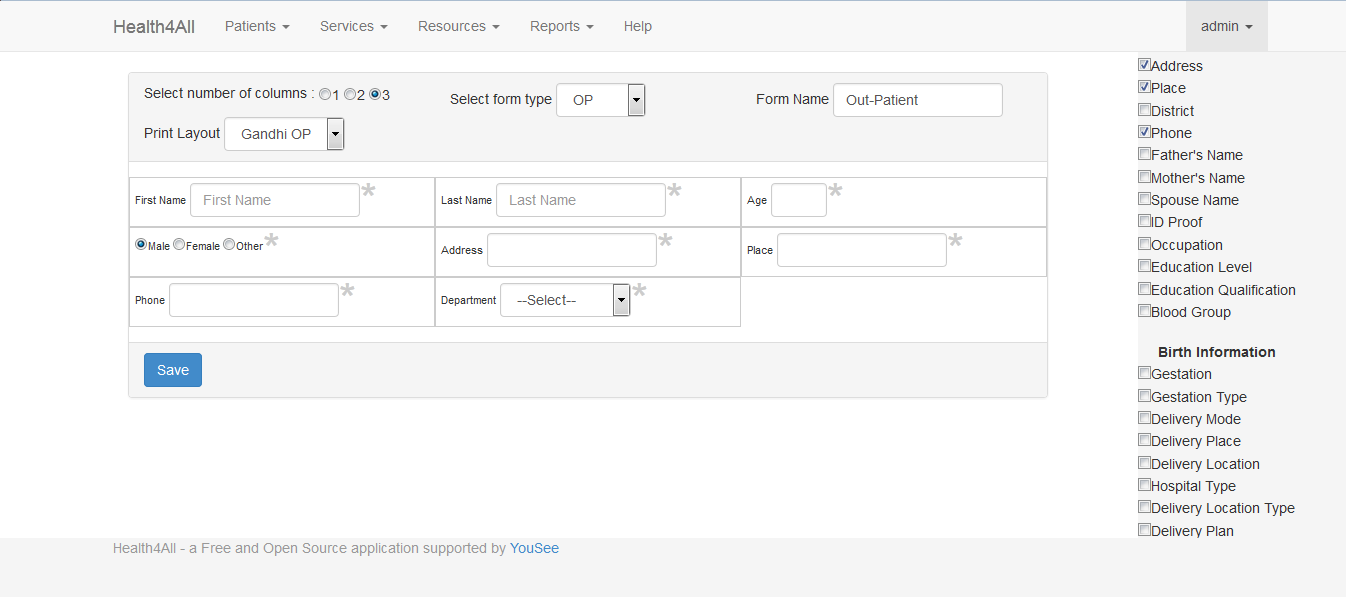 Health4All Patients Services Resources Reports Help admin
Select number of columns : 1 2 3 Select form type OP Form Name Out-Patient
Print Layout Gandhi OP
First Name First Name * Last Name Last Name * Age *
Male Female Other * Address * Place *
Phone * Department --Select-- *
Save
Address
Place
District
Phone
Father's Name
Mother's Name
Spouse Name
ID Proof
Occupation
Education Level
Education Qualification
Blood Group
Birth Information
Gestation
Gestation Type
Delivery Mode
Delivery Place
Delivery Location
Hospital Type
Delivery Location Type
Delivery Plan
Health4All - a Free and Open Source application supported by YouSee